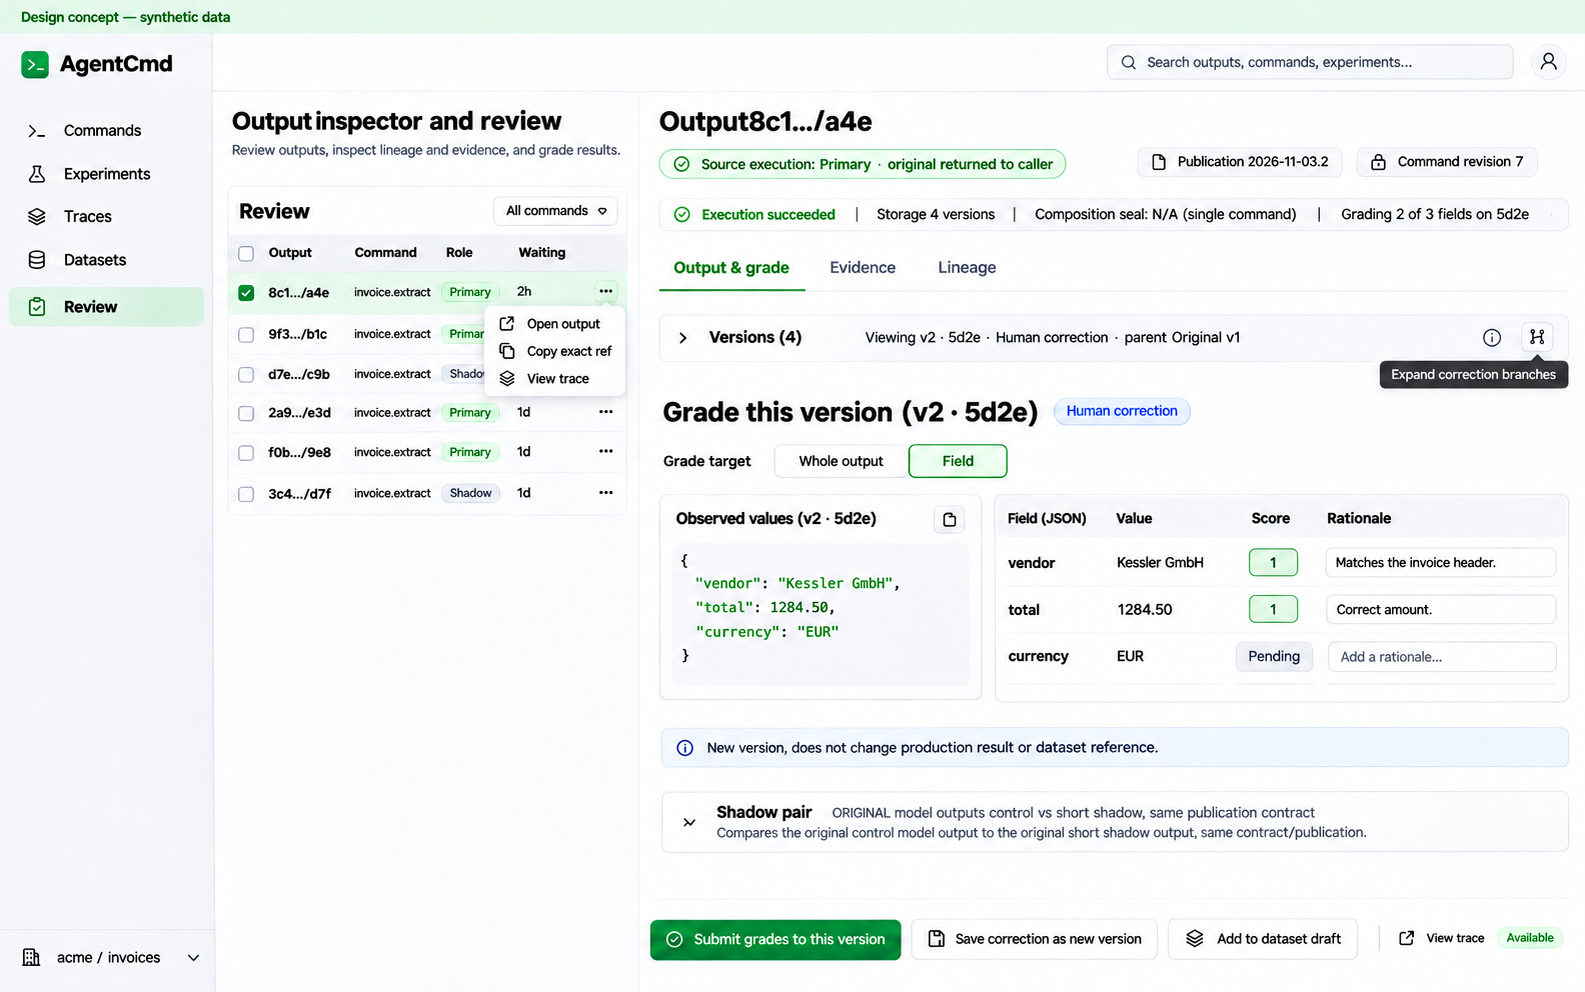 Design concept — synthetic data
AgentCmd
Search outputs, commands, experiments...
Commands
Experiments
Traces
Datasets
Review
acme / invoices
Output inspector and review
Review outputs, inspect lineage and evidence, and grade results.
Review
All commands
Output Command Role Waiting
8c1.../a4e invoice.extract Primary 2h
9f3.../b1c invoice.extract Primar
d7e.../c9b invoice.extract Shadov
2a9.../e3d invoice.extract Primary 1d
f0b.../9e8 invoice.extract Primary 1d
3c4.../d7f invoice.extract Shadow 1d
Open output
Copy exact ref
View trace
Output8c1.../a4e
Source execution: Primary · original returned to caller
Publication 2026-11-03.2
Command revision 7
Execution succeeded | Storage 4 versions | Composition seal: N/A (single command) | Grading 2 of 3 fields on 5d2e
Output & grade Evidence Lineage
Versions (4) Viewing v2 · 5d2e · Human correction · parent Original v1
Expand correction branches
Grade this version (v2 · 5d2e) Human correction
Grade target Whole output Field
Observed values (v2 · 5d2e)
{
"vendor": "Kessler GmbH",
"total": 1284.50,
"currency": "EUR"
}
Field (JSON) Value Score Rationale
vendor Kessler GmbH 1 Matches the invoice header.
total 1284.50 1 Correct amount.
currency EUR Pending Add a rationale...
New version, does not change production result or dataset reference.
Shadow pair ORIGINAL model outputs control vs short shadow, same publication contract
Compares the original control model output to the original short shadow output, same contract/publication.
Submit grades to this version
Save correction as new version
Add to dataset draft
View trace Available